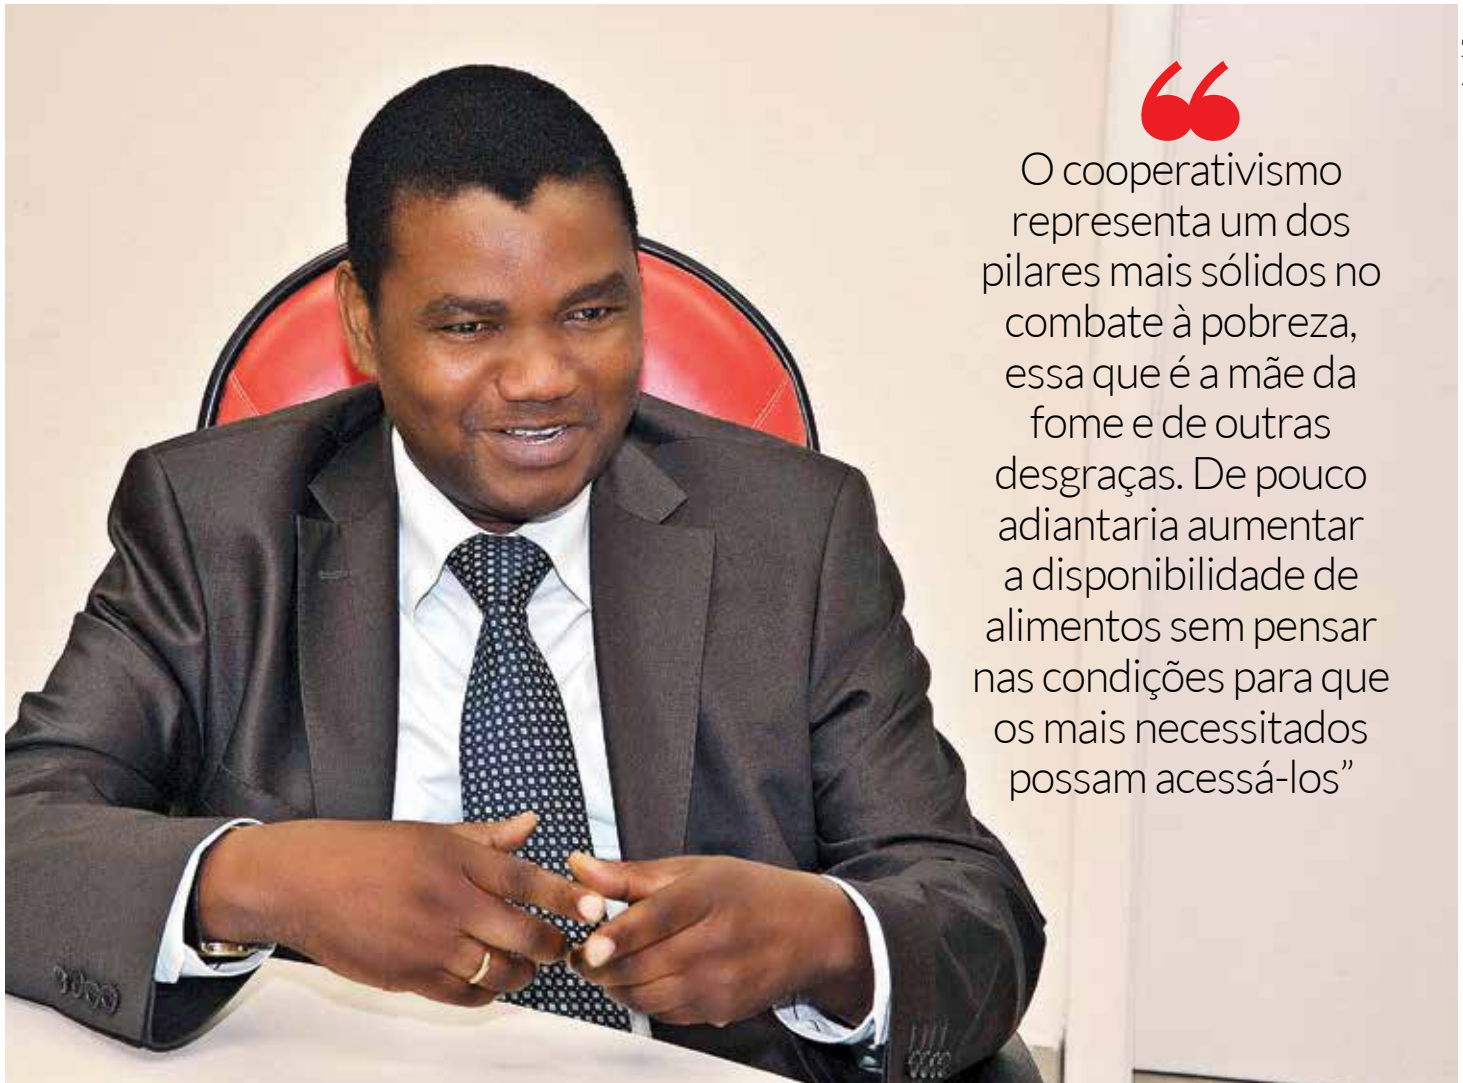 “
O cooperativismo
representa um dos
pilares mais sólidos no
combate à pobreza,
essa que é a mãe da
fome e de outras
desgraças. De pouco
adiantaria aumentar
a disponibilidade de
alimentos sem pensar
nas condições para que
os mais necessitados
possam acessá-los”